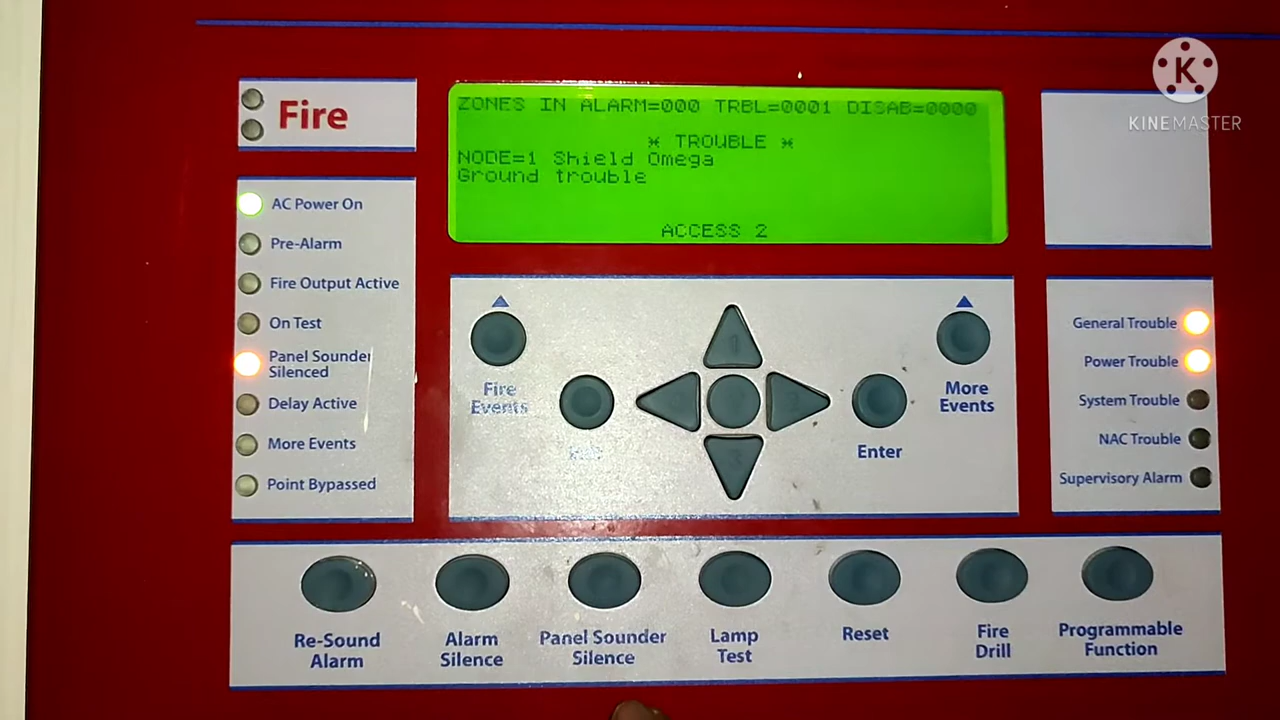 KINEMASTER
K
Fire
ZONES IN ALARM=000 TRBL=0001 DISAB=0000
* TROUBLE *
NODE=1 Shield Omega
Ground trouble
ACCESS 2
AC Power On
Pre-Alarm
Fire Output Active
On Test
Panel Sounder
Silenced
Delay Active
More Events
Point Bypassed
Fire
Events
1
2
3
Enter
More
Events
General Trouble
Power Trouble
System Trouble
NAC Trouble
Supervisory Alarm
Re-Sound
Alarm
Alarm
Silence
Panel Sounder
Silence
Lamp
Test
Reset
Fire
Drill
Programmable
Function